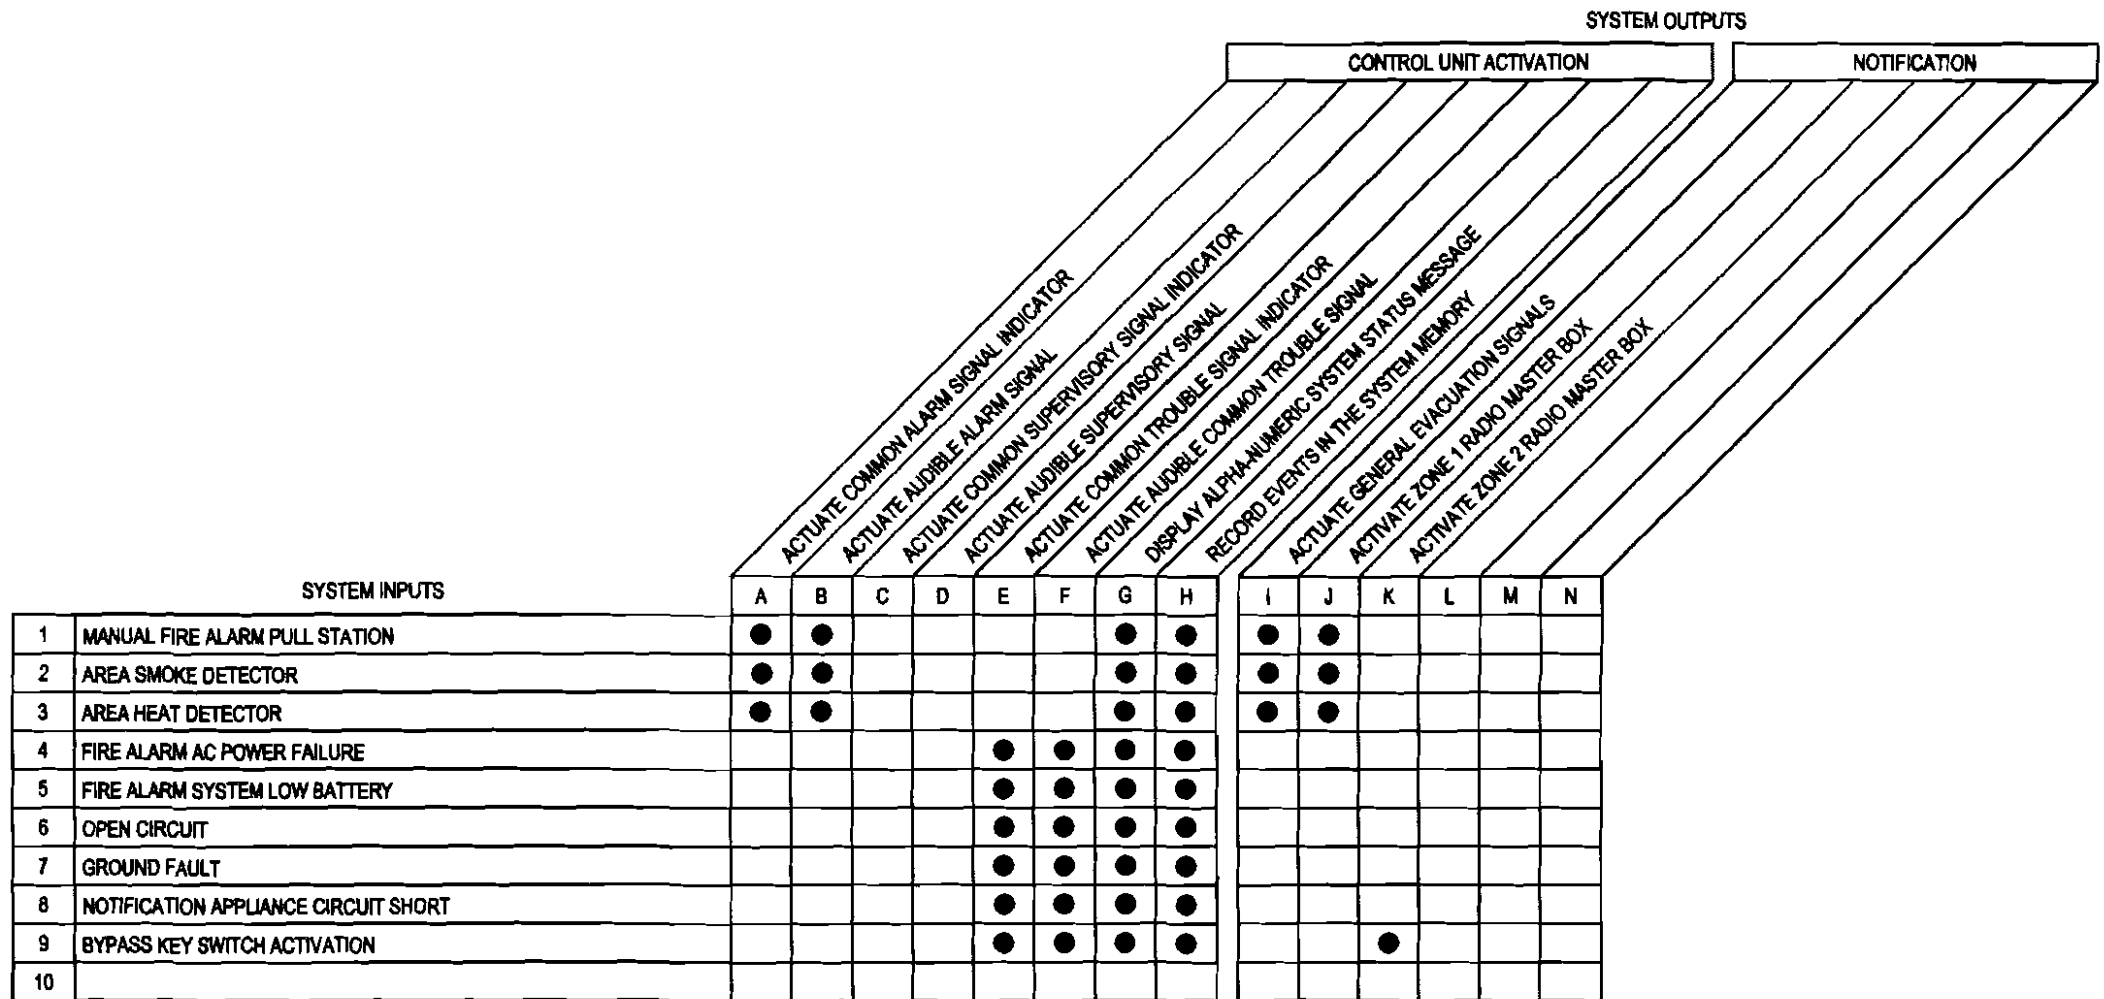 SYSTEM OUTPUTS
CONTROL UNIT ACTIVATION
NOTIFICATION
ACTUATE COMMON ALARM SIGNAL INDICATOR
ACTUATE AUDIBLE ALARM SIGNAL
ACTUATE COMMON SUPERVISORY SIGNAL INDICATOR
ACTUATE AUDIBLE SUPERVISORY SIGNAL
ACTUATE COMMON TROUBLE SIGNAL INDICATOR
ACTUATE AUDIBLE COMMON TROUBLE SIGNAL
DISPLAY ALPHA-NUMERIC SYSTEM STATUS MESSAGE
RECORD EVENTS IN THE SYSTEM MEMORY
ACTUATE GENERAL EVACUATION SIGNALS
ACTIVATE ZONE 1 RADIO MASTER BOX
ACTIVATE ZONE 2 RADIO MASTER BOX
SYSTEM INPUTS
A B C D E F G H I J K L M N
1 MANUAL FIRE ALARM PULL STATION
2 AREA SMOKE DETECTOR
3 AREA HEAT DETECTOR
4 FIRE ALARM AC POWER FAILURE
5 FIRE ALARM SYSTEM LOW BATTERY
6 OPEN CIRCUIT
7 GROUND FAULT
8 NOTIFICATION APPLIANCE CIRCUIT SHORT
9 BYPASS KEY SWITCH ACTIVATION
10